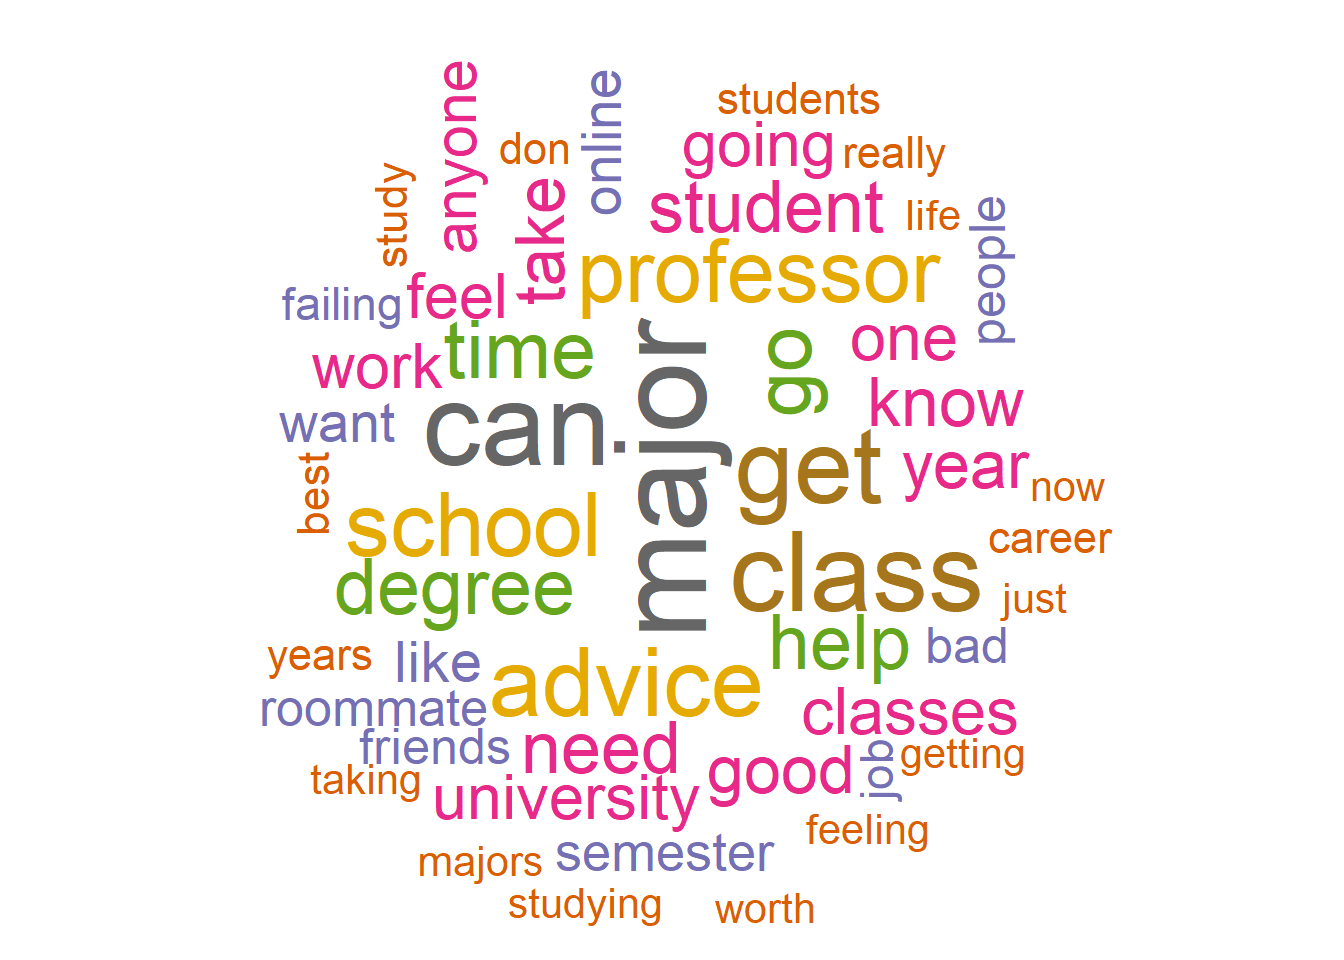 students
anyone
online
don
going
really
study
take
student
life
people
failing
feel
professor
work
time
major
go
one
want
can
know
best
get
year
now
school
class
career
degree
just
years
like
advice
help
bad
roommate
friends
need
classes
taking
university
good
job
getting
majors
semester
feeling
studying
worth